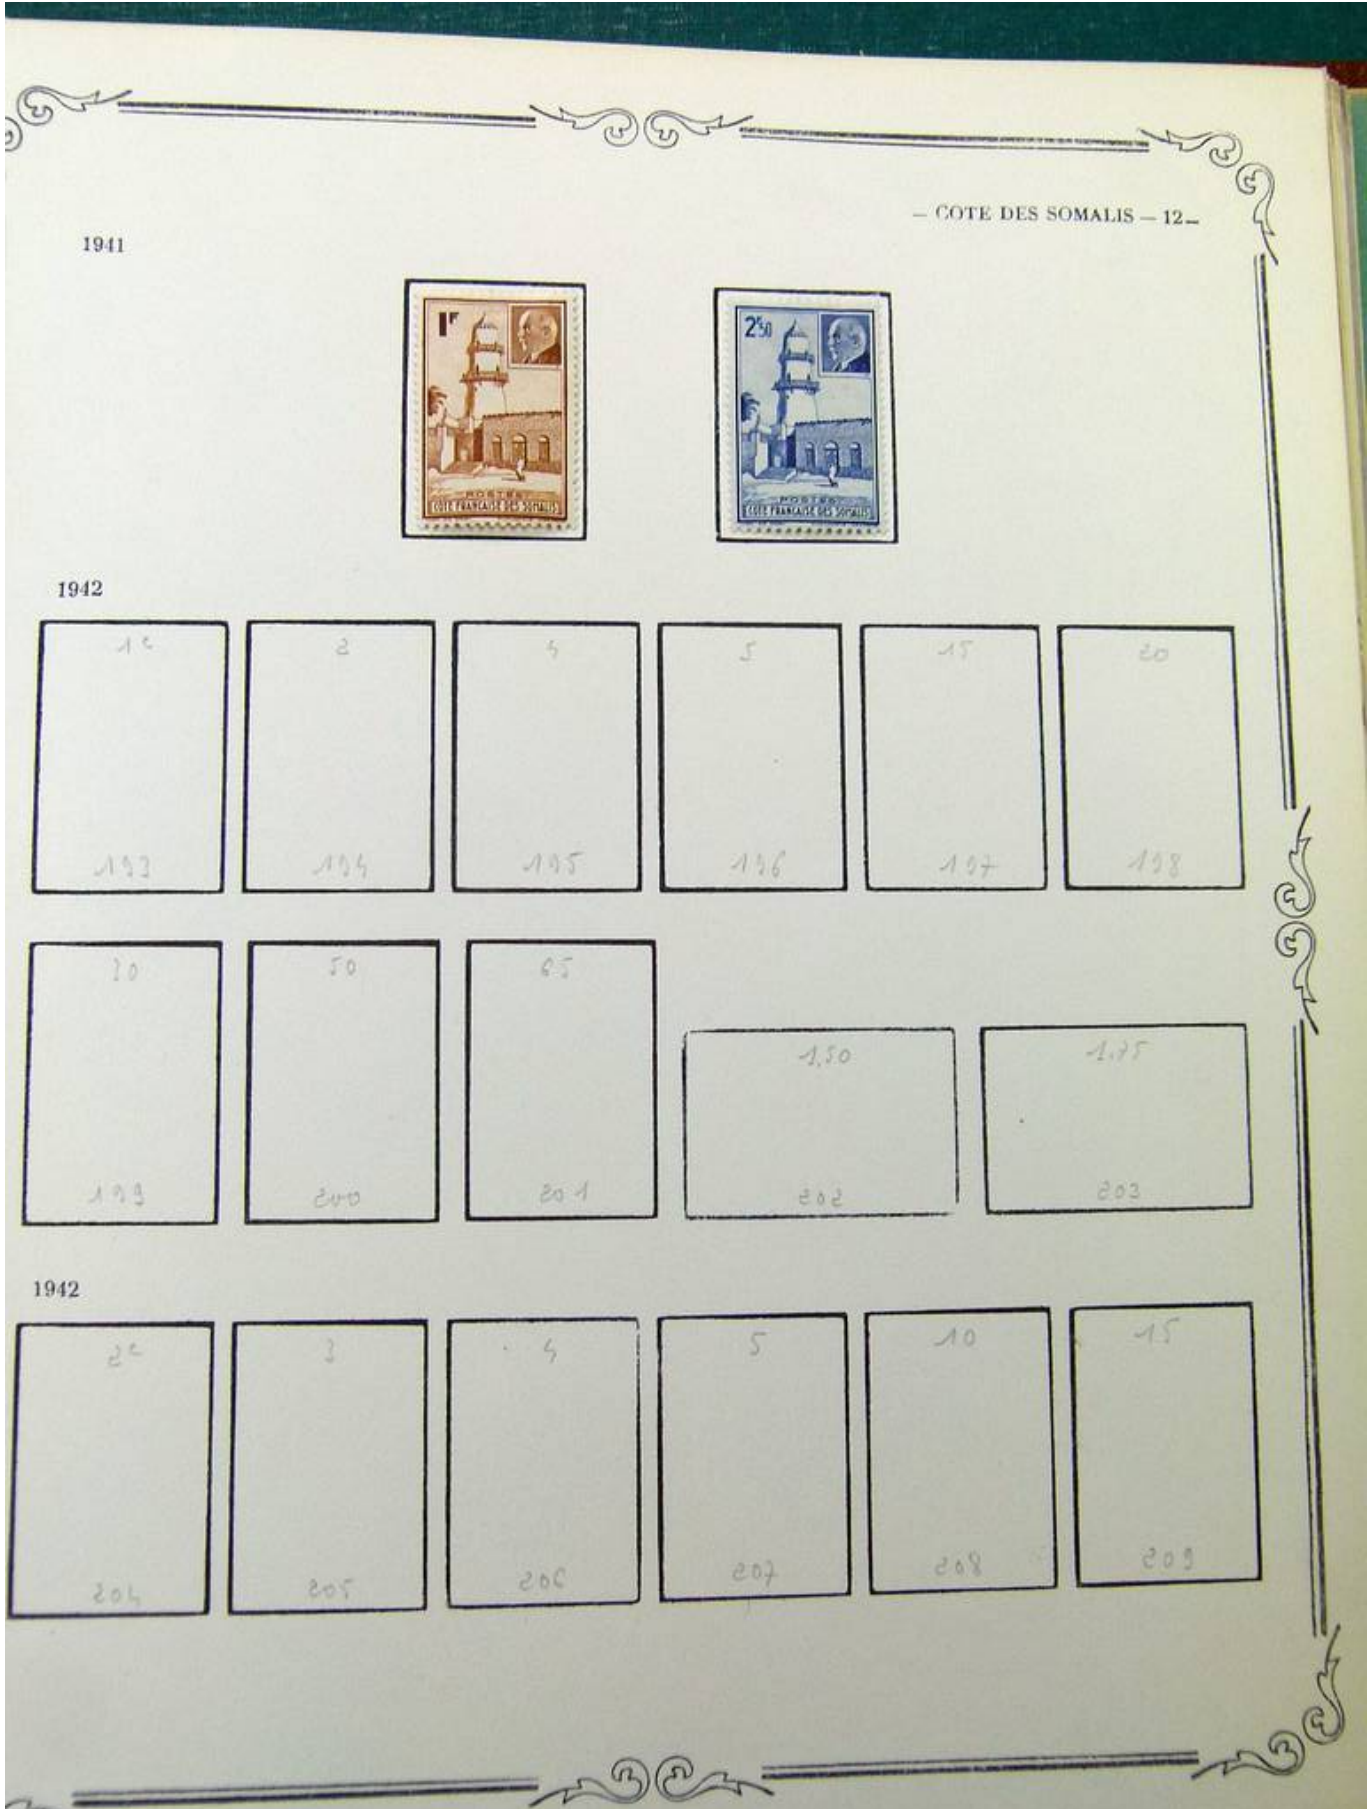 — COTE DES SOMALIS — 12 —
1941
1F 2F50
POSTES POSTES
COTE FRANCAISE DES SOMALIS COTE FRANCAISE DES SOMALIS
1942
1c 2 4 5 15 20
193 194 195 196 197 198
30 50 65
1,50 1.75
199 200 201 202 203
1942
2c 3 4 5 10 15
204 205 206 207 208 209